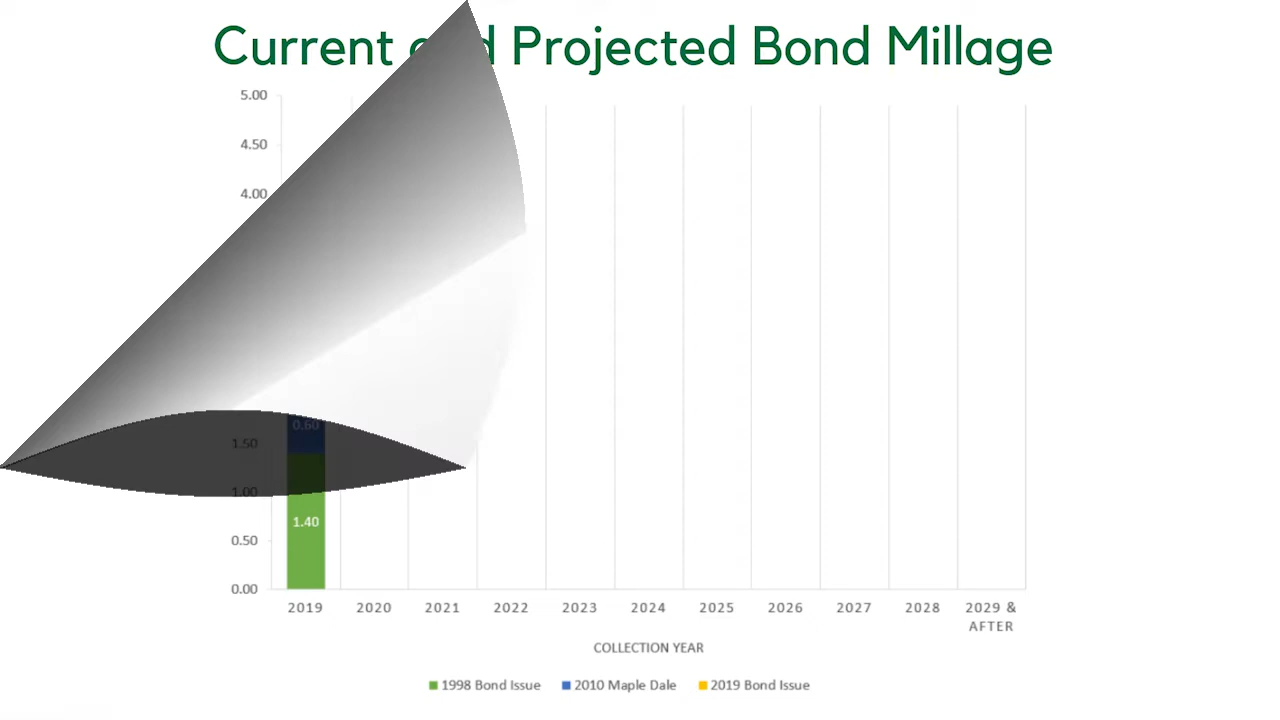 Current and Projected Bond Millage
5.00
4.50
4.00
1.50
1.00
0.50
0.00
0.60
1.40
2019 2020 2021 2022 2023 2024 2025 2026 2027 2028 2029 & AFTER
COLLECTION YEAR
1998 Bond Issue 2010 Maple Dale 2019 Bond Issue